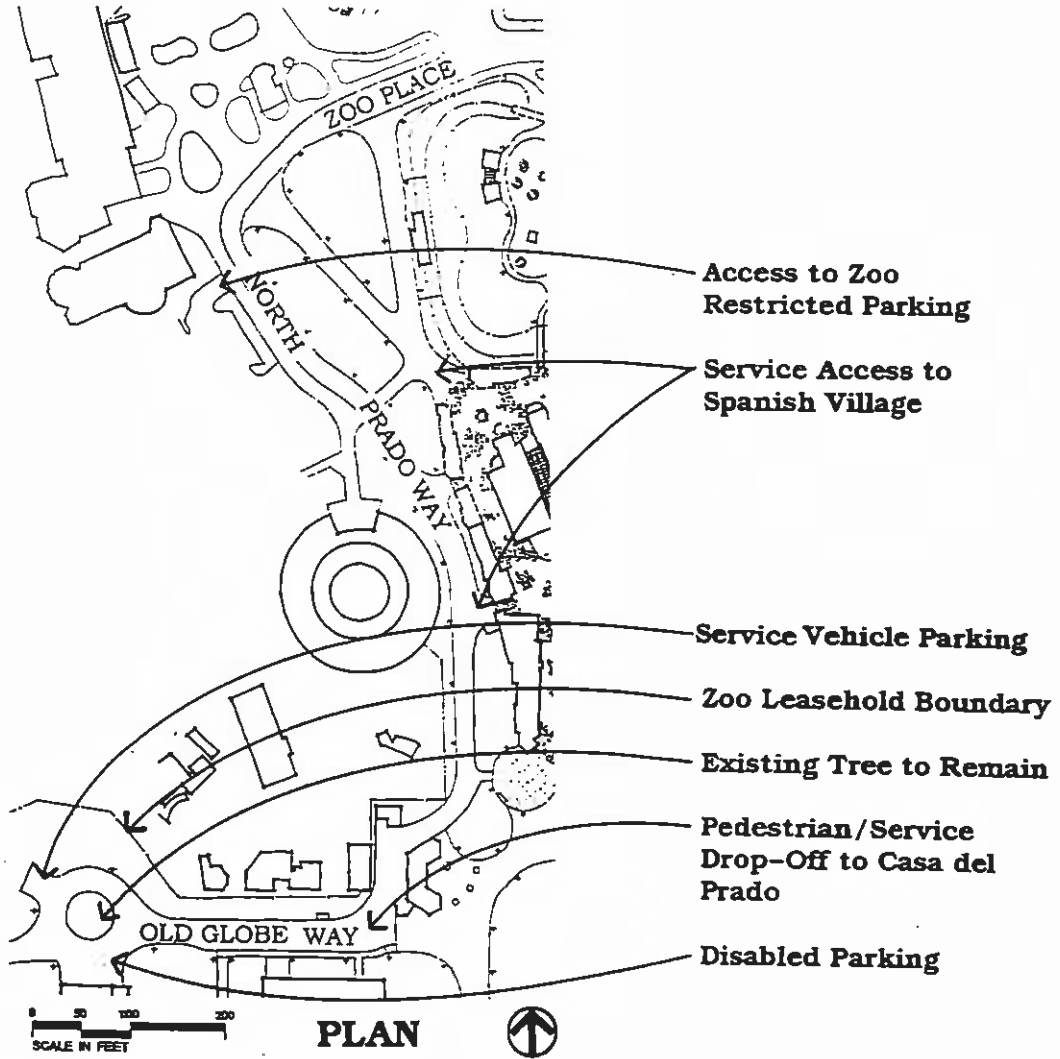 ZOO PLACE
NORTH
PRADO WAY
OLD GLOBE WAY
Access to Zoo
Restricted Parking
Service Access to
Spanish Village
Service Vehicle Parking
Zoo Leasehold Boundary
Existing Tree to Remain
Pedestrian/Service
Drop-Off to Casa del
Prado
Disabled Parking
0 50 100 200
SCALE IN FEET
PLAN